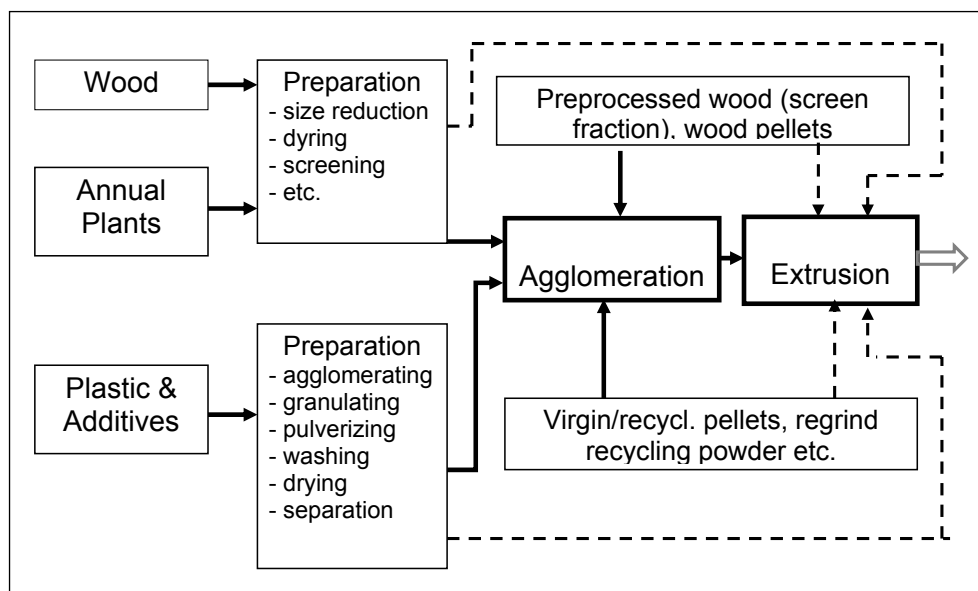 Wood
Annual
Plants
Plastic &
Additives
Preparation
- size reduction
- dyring
- screening
- etc.
Preparation
- agglomerating
- granulating
- pulverizing
- washing
- drying
- separation
Preprocessed wood (screen
fraction), wood pellets
Agglomeration
Extrusion
Virgin/recycl. pellets, regrind
recycling powder etc.